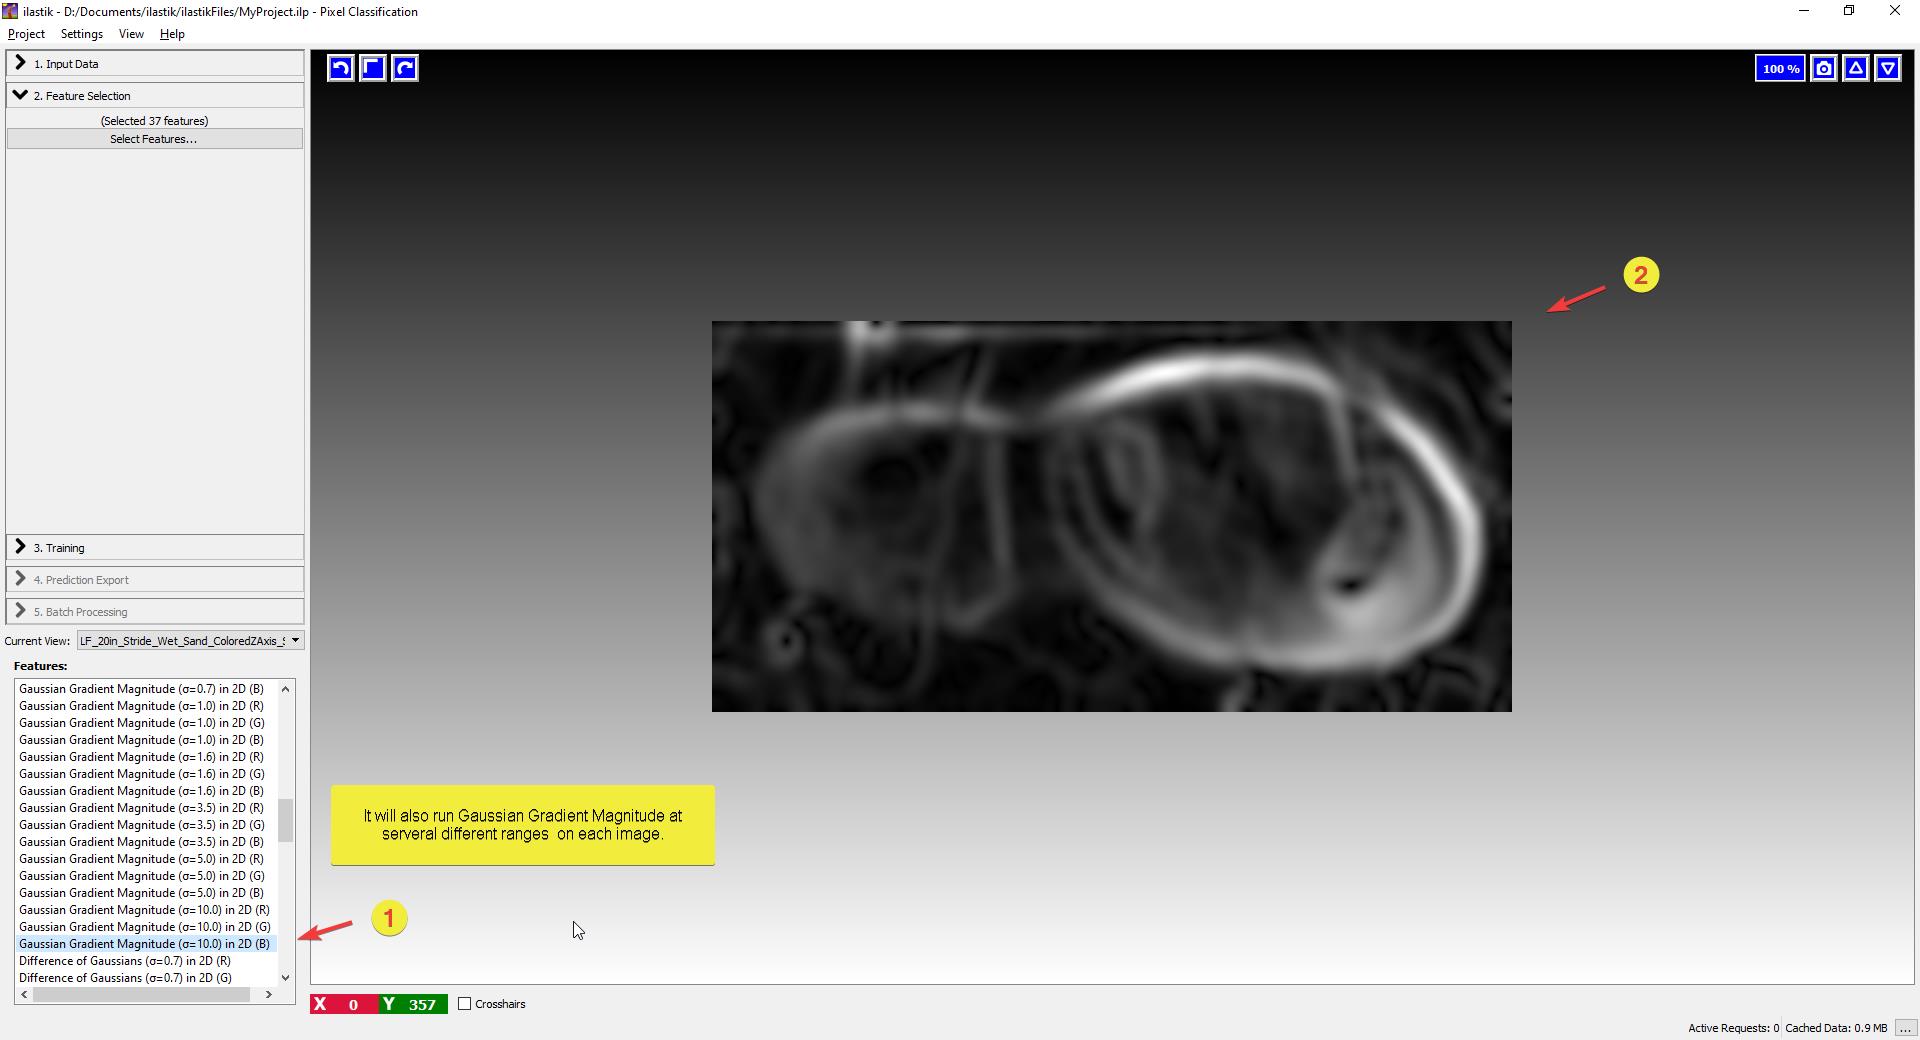 ilastik - D:/Documents/ilastik/ilastikFiles/MyProject.ilp - Pixel Classification
Project Settings View Help
1. Input Data
2. Feature Selection
(Selected 37 features)
Select Features...
3. Training
4. Prediction Export
5. Batch Processing
Current View: LF_20in_Stride_Wet_Sand_ColoredZAxis_
Features:
Gaussian Gradient Magnitude (σ=0.7) in 2D (B)
Gaussian Gradient Magnitude (σ=1.0) in 2D (R)
Gaussian Gradient Magnitude (σ=1.0) in 2D (G)
Gaussian Gradient Magnitude (σ=1.0) in 2D (B)
Gaussian Gradient Magnitude (σ=1.6) in 2D (R)
Gaussian Gradient Magnitude (σ=1.6) in 2D (G)
Gaussian Gradient Magnitude (σ=1.6) in 2D (B)
Gaussian Gradient Magnitude (σ=3.5) in 2D (R)
Gaussian Gradient Magnitude (σ=3.5) in 2D (G)
Gaussian Gradient Magnitude (σ=3.5) in 2D (B)
Gaussian Gradient Magnitude (σ=5.0) in 2D (R)
Gaussian Gradient Magnitude (σ=5.0) in 2D (G)
Gaussian Gradient Magnitude (σ=5.0) in 2D (B)
Gaussian Gradient Magnitude (σ=10.0) in 2D (R)
Gaussian Gradient Magnitude (σ=10.0) in 2D (G)
Gaussian Gradient Magnitude (σ=10.0) in 2D (B)
Difference of Gaussians (σ=0.7) in 2D (R)
Difference of Gaussians (σ=0.7) in 2D (G)
100 %
2
It will also run Gaussian Gradient Magnitude at
serveral different ranges on each image.
1
X 0 Y 357 Crosshairs
Active Requests: 0 Cached Data: 0.9 MB ...